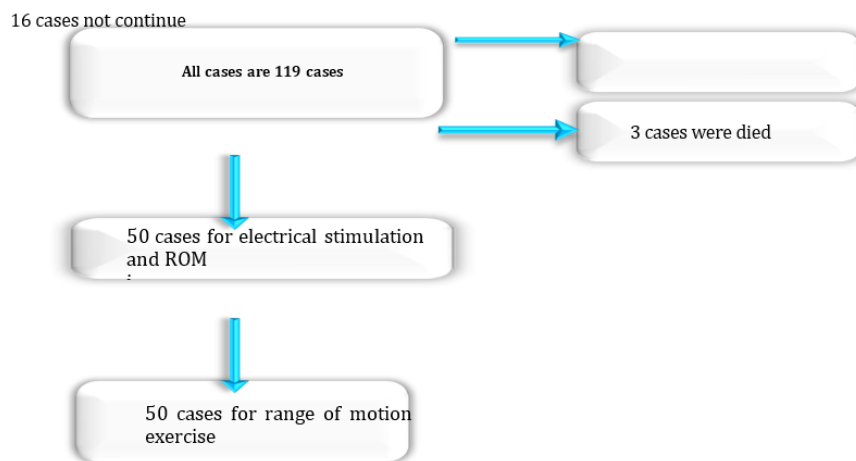 16 cases not continue
All cases are 119 cases
3 cases were died
50 cases for electrical stimulation
and ROM
50 cases for range of motion
exercise